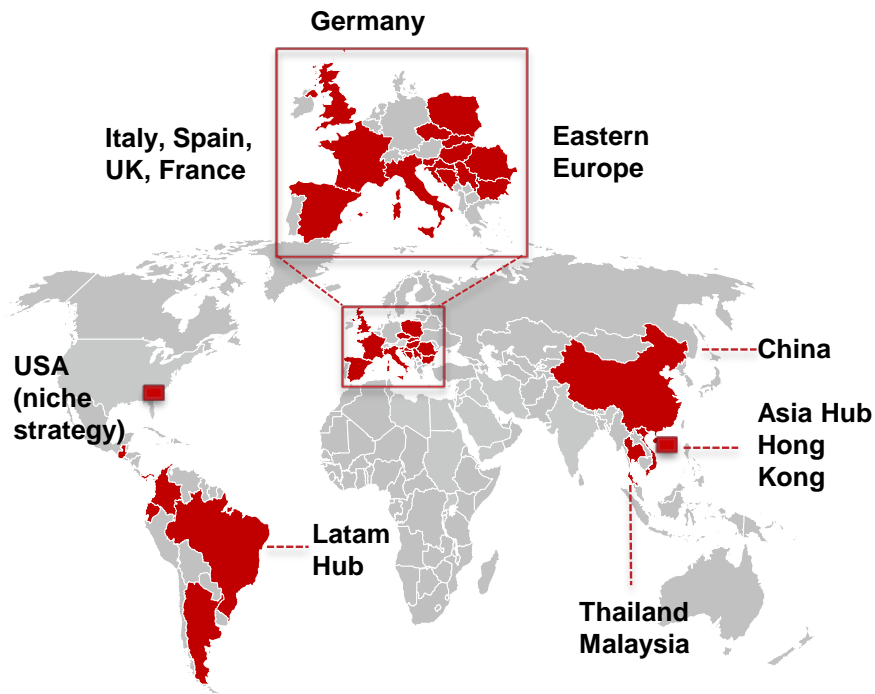 Germany
Italy, Spain,
UK, France
Eastern
Europe
USA
(niche
strategy)
China
Asia Hub
Hong
Kong
Latam
Hub
Thailand
Malaysia